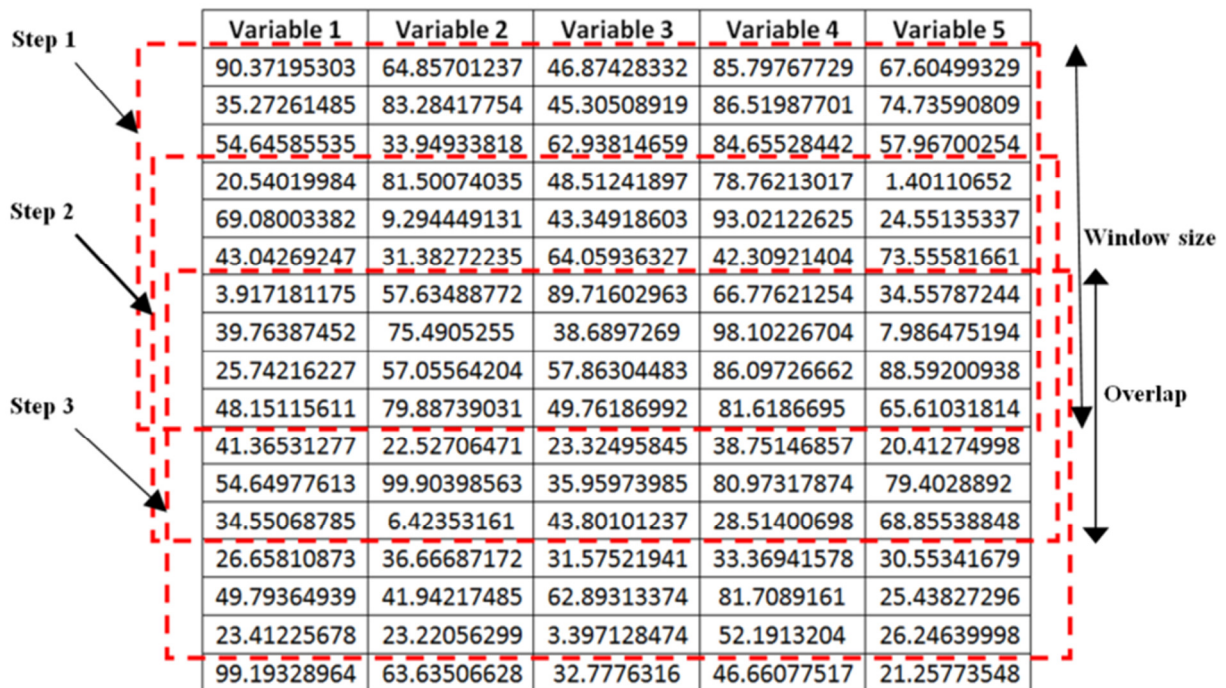 Variable 1 Variable 2 Variable 3 Variable 4 Variable 5
Step 1
90.37195303 64.85701237 46.87428332 85.79767729 67.60499329
35.27261485 83.28417754 45.30508919 86.51987701 74.73590809
54.64585535 33.94933818 62.93814659 84.65528442 57.96700254
20.54019984 81.50074035 48.51241897 78.76213017 1.40110652
Step 2
69.08003382 9.294449131 43.34918603 93.02122625 24.55135337
Window size
43.04269247 31.38272235 64.05936327 42.30921404 73.55581661
3.917181175 57.63488772 89.71602963 66.77621254 34.55787244
39.76387452 75.4905255 38.6897269 98.10226704 7.986475194
25.74216227 57.05564204 57.86304483 86.09726662 88.59200938
Overlap
Step 3
48.15115611 79.88739031 49.76186992 81.6186695 65.61031814
41.36531277 22.52706471 23.32495845 38.75146857 20.41274998
54.64977613 99.90398563 35.95973985 80.97317874 79.4028892
34.55068785 6.42353161 43.80101237 28.51400698 68.85538848
26.65810873 36.66687172 31.57521941 33.36941578 30.55341679
49.79364939 41.94217485 62.89313374 81.7089161 25.43827296
23.41225678 23.22056299 3.397128474 52.1913204 26.24639998
99.19328964 63.63506628 32.7776316 46.66077517 21.25773548